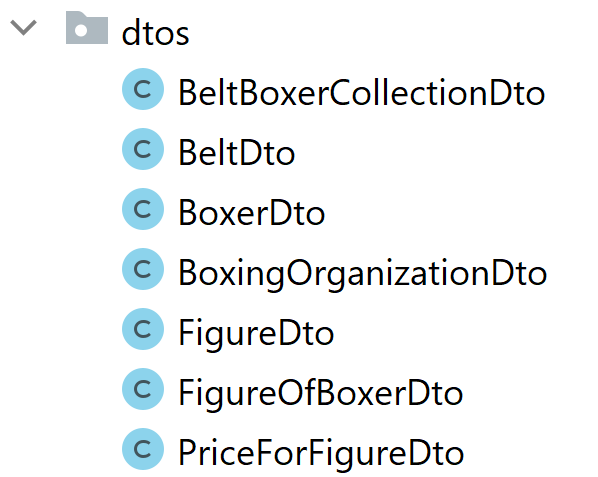 dtos
C BeltBoxerCollectionDto
C BeltDto
C BoxerDto
C BoxingOrganizationDto
C FigureDto
C FigureOfBoxerDto
C PriceForFigureDto